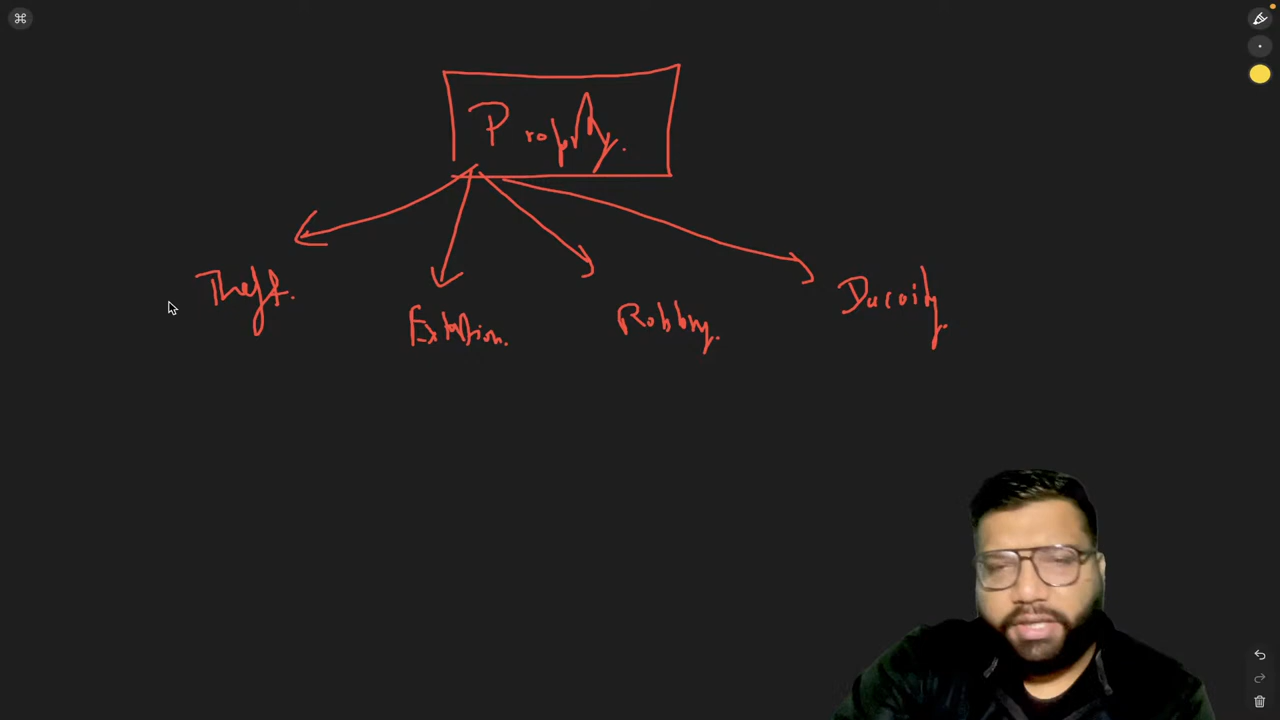 Property.
Theft.
Extortion.
Robbery.
Dacoity.